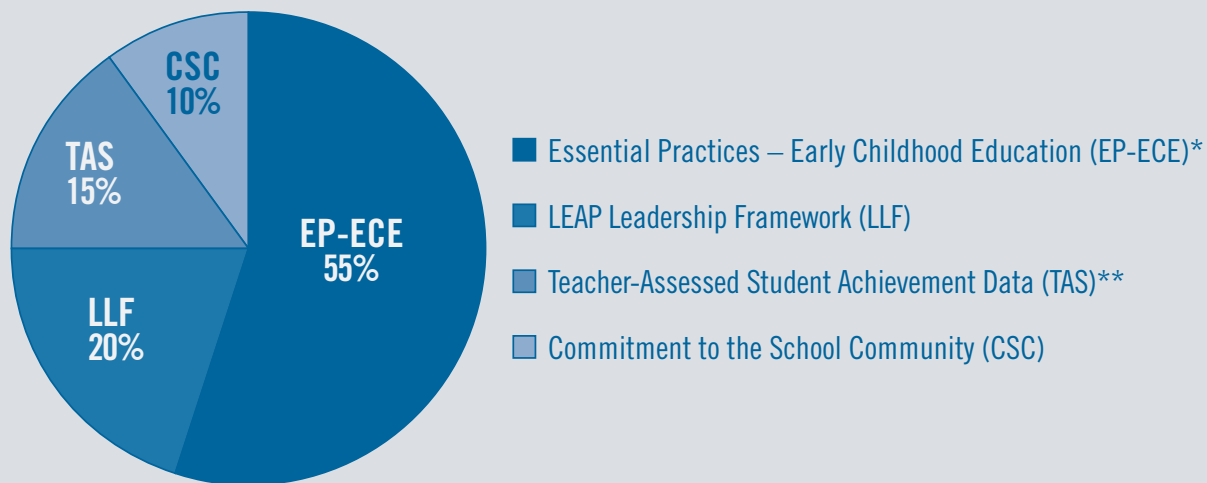 CSC
10%
TAS
15%
EP-ECE
55%
LLF
20%
Essential Practices – Early Childhood Education (EP-ECE)*
LEAP Leadership Framework (LLF)
Teacher-Assessed Student Achievement Data (TAS)**
Commitment to the School Community (CSC)